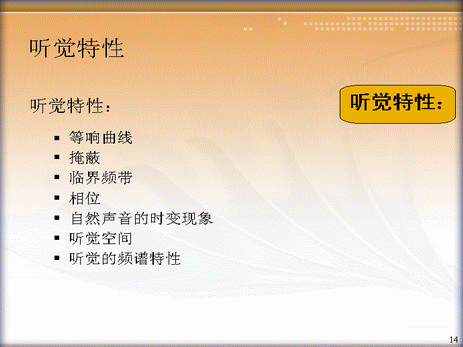 听觉特性
听觉特性：
听觉特性：
等响曲线
掩蔽
临界频带
相位
自然声音的时变现象
听觉空间
听觉的频谱特性
14